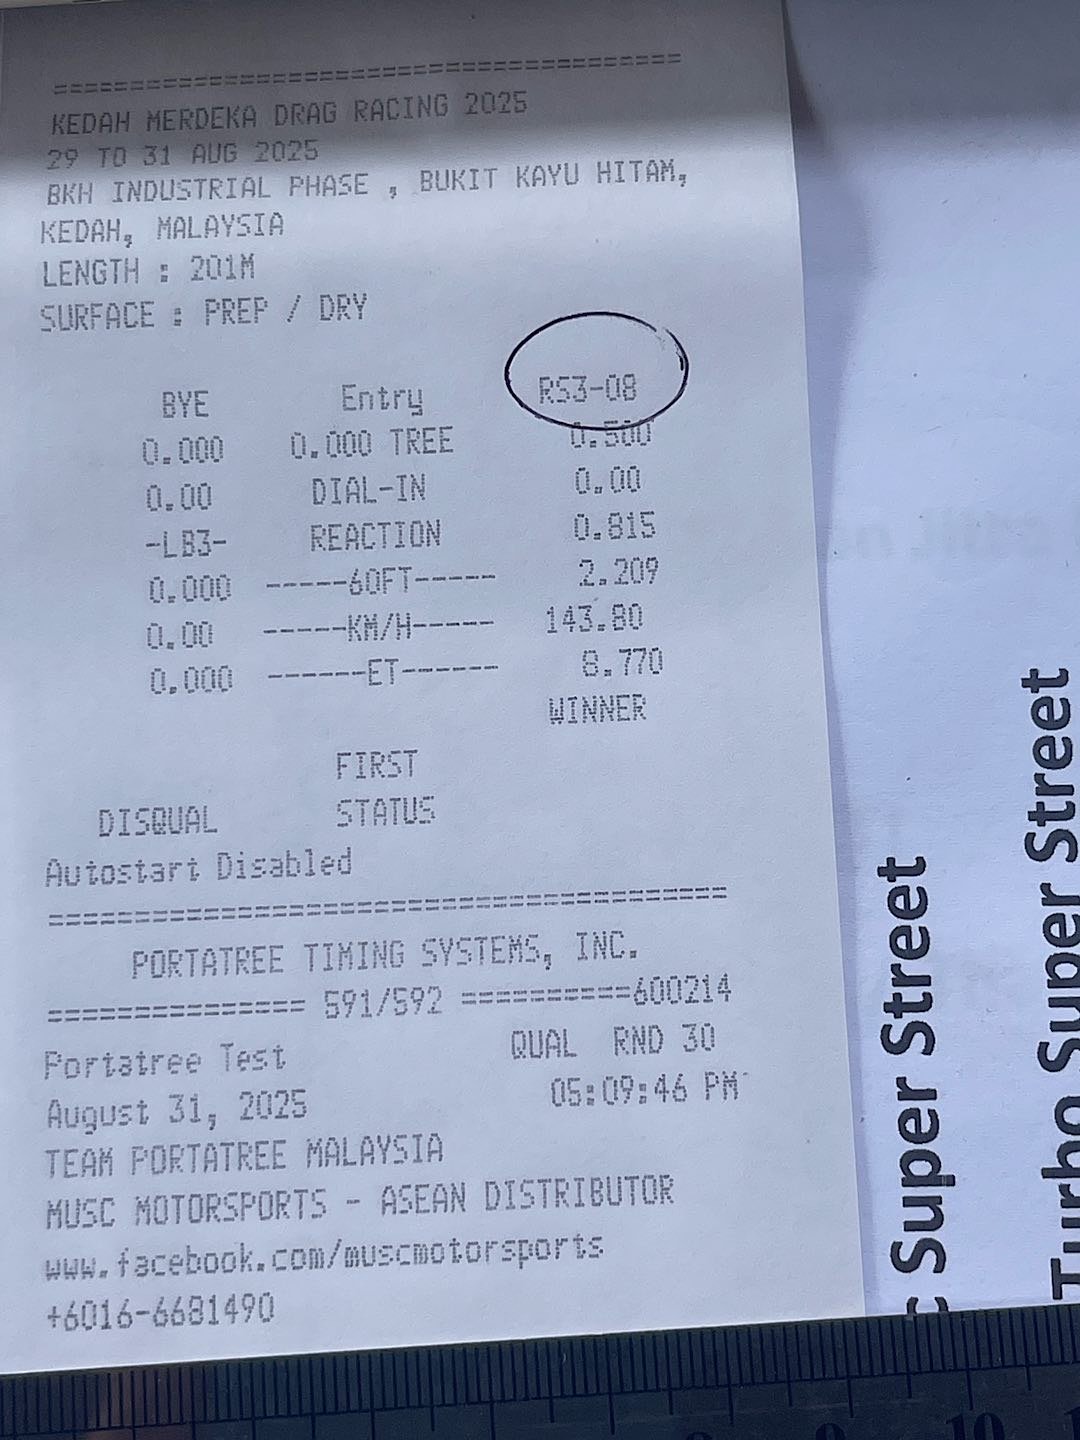 =====================================
KEDAH MERDEKA DRAG RACING 2025
29 TO 31 AUG 2025
BKH INDUSTRIAL PHASE , BUKIT KAYU HITAM,
KEDAH, MALAYSIA
LENGTH : 201M
SURFACE : PREP / DRY
BYE Entry RS3-08
0.000 0.000 TREE 0.500
0.00 DIAL-IN 0.00
-LB3- REACTION 0.815
0.000 -----60FT----- 2.209
0.00 -----KM/H----- 143.80
0.000 ------ET------ 8.770
WINNER
FIRST
DISQUAL STATUS
Autostart Disabled
=======================================
PORTATREE TIMING SYSTEMS, INC.
=============== 591/592 ==========600214
Portatree Test QUAL RND 30
August 31, 2025 05:09:46 PM
TEAM PORTATREE MALAYSIA
MUSC MOTORSPORTS - ASEAN DISTRIBUTOR
www.facebook.com/muscmotorsports
+6016-6681490
c Super Street
Turbo Super Street
9 10